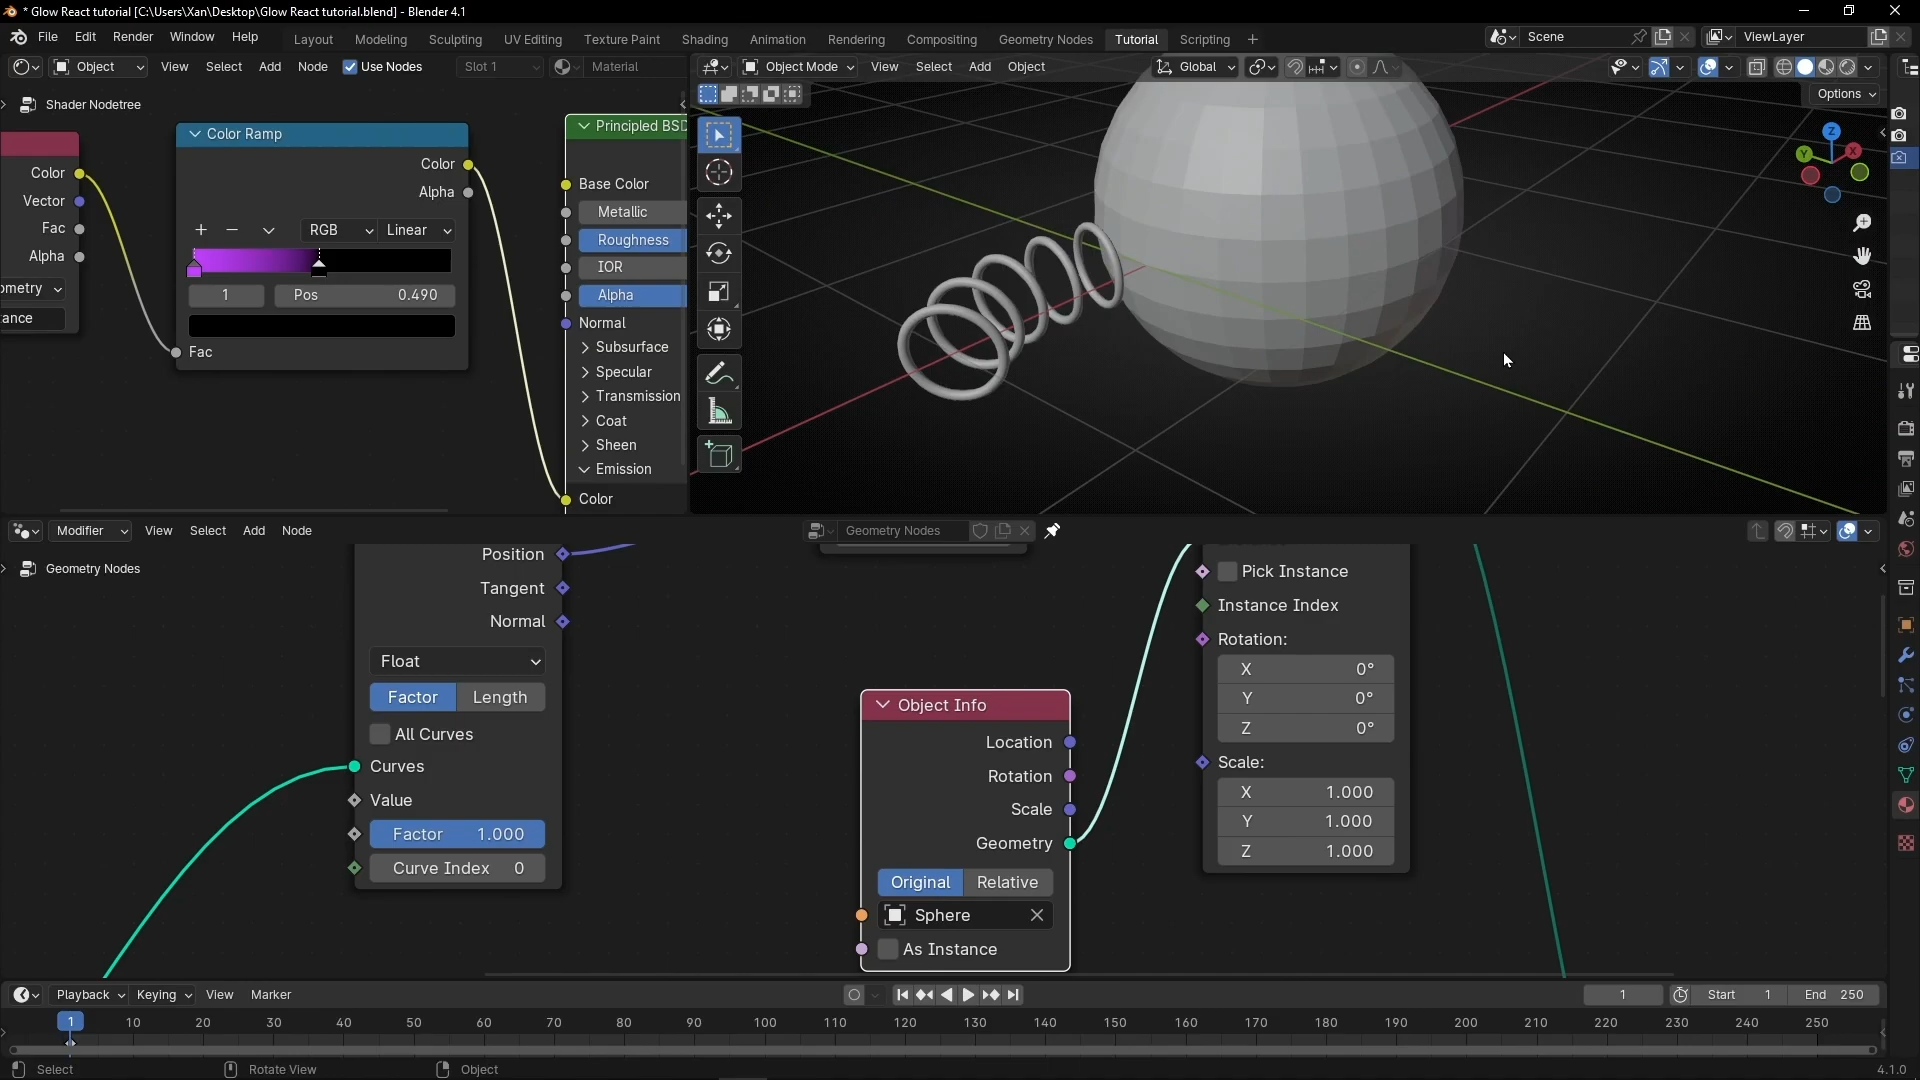 * Glow React tutorial [C:\Users\Xan\Desktop\Glow React tutorial.blend] - Blender 4.1
File Edit Render Window Help Layout Modeling Sculpting UV Editing Texture Paint Shading Animation Rendering Compositing Geometry Nodes Tutorial Scripting + Scene ViewLayer
Object View Select Add Node Use Nodes Slot 1 Material
Object Mode View Select Add Object Global
Options
Shader Nodetree
Color
Vector
Fac
Alpha
ometry
tance
Color Ramp
Color
Alpha
RGB Linear
1 Pos 0.490
Fac
Principled BSD
Base Color
Metallic
Roughness
IOR
Alpha
Normal
Subsurface
Specular
Transmission
Coat
Sheen
Emission
Color
Z
Y
X
Modifier View Select Add Node Geometry Nodes
Geometry Nodes
Position
Tangent
Normal
Float
Factor Length
All Curves
Curves
Value
Factor 1.000
Curve Index 0
Object Info
Location
Rotation
Scale
Geometry
Original Relative
Sphere
As Instance
Pick Instance
Instance Index
Rotation:
X 0°
Y 0°
Z 0°
Scale:
X 1.000
Y 1.000
Z 1.000
Playback Keying View Marker 1 Start 1 End 250
1 10 20 30 40 50 60 70 80 90 100 110 120 130 140 150 160 170 180 190 200 210 220 230 240 250
Select Rotate View Object 4.1.0